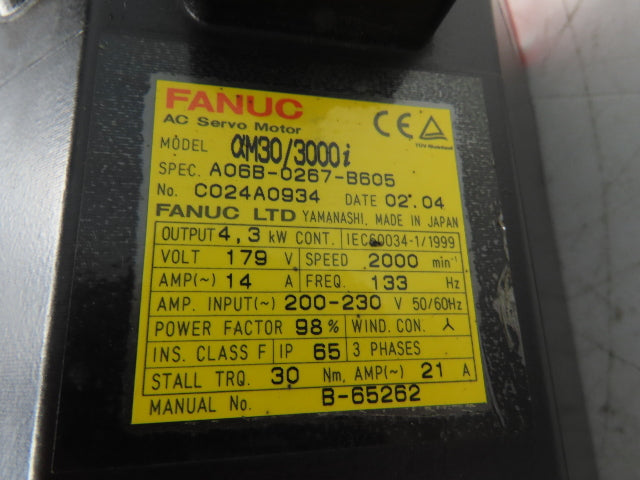 FANUC
AC Servo Motor
MODEL αM30/3000i
SPEC. A06B-0267-B605
No. C024A0934 DATE 02.04
FANUC LTD YAMANASHI, MADE IN JAPAN
OUTPUT 4,3 kW CONT. IEC60034-1/1999
VOLT 179 V SPEED 2000 min⁻¹
AMP(~) 14 A FREQ. 133 Hz
AMP. INPUT(~) 200-230 V 50/60Hz
POWER FACTOR 98% WIND. CON. ⅄
INS. CLASS F IP 65 3 PHASES
STALL TRQ. 30 Nm, AMP(~) 21 A
MANUAL No. B-65262
CE